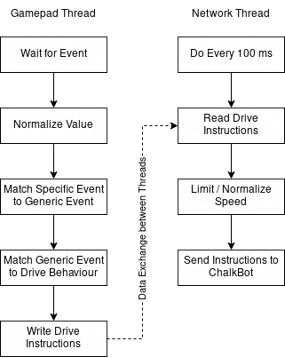 Gamepad Thread
Wait for Event
Normalize Value
Match Specific Event
to Generic Event
Match Generic Event
to Drive Behaviour
Write Drive
Instructions
Data Exchange between Threads
Network Thread
Do Every 100 ms
Read Drive
Instructions
Limit / Normalize
Speed
Send Instructions to
ChalkBot